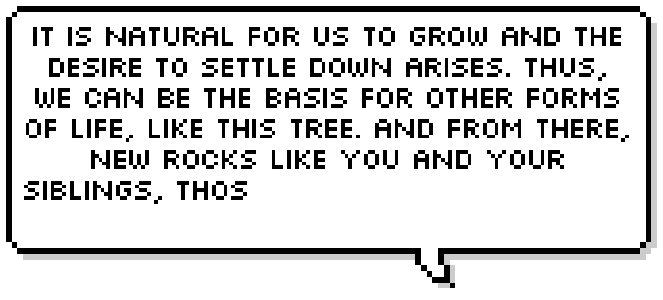 IT IS NATURAL FOR US TO GROW AND THE
DESIRE TO SETTLE DOWN ARISES. THUS,
WE CAN BE THE BASIS FOR OTHER FORMS
OF LIFE, LIKE THIS TREE. AND FROM THERE,
NEW ROCKS LIKE YOU AND YOUR
SIBLINGS, THOS